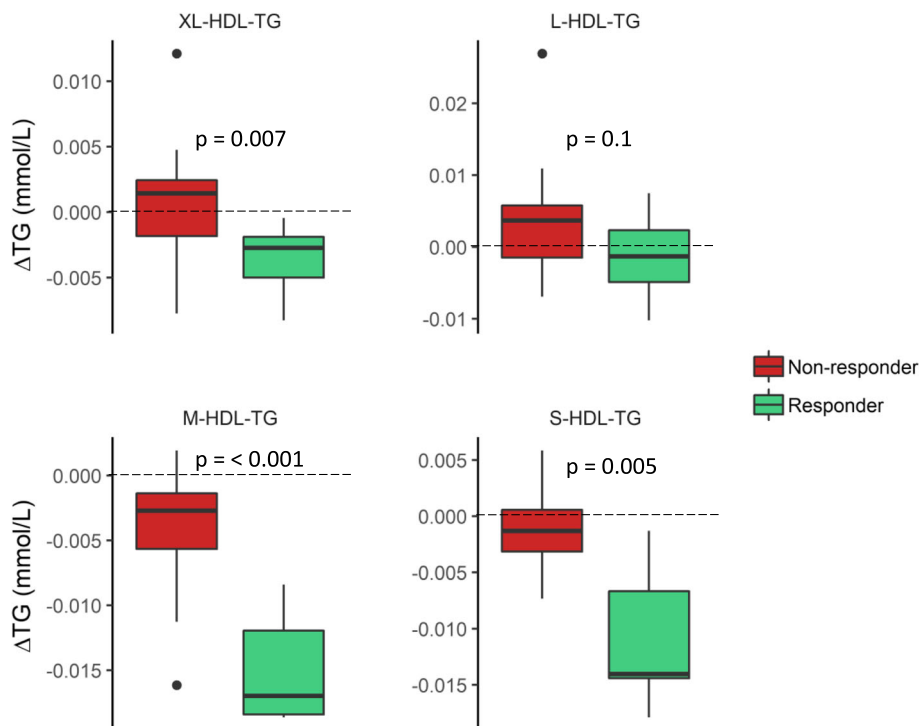 XL-HDL-TG
ΔTG (mmol/L)
0.010
0.005
0.000
-0.005
p = 0.007
L-HDL-TG
0.02
0.01
0.00
-0.01
p = 0.1
Non-responder
Responder
M-HDL-TG
ΔTG (mmol/L)
0.000
-0.005
-0.010
-0.015
p = < 0.001
S-HDL-TG
0.005
0.000
-0.005
-0.010
-0.015
p = 0.005